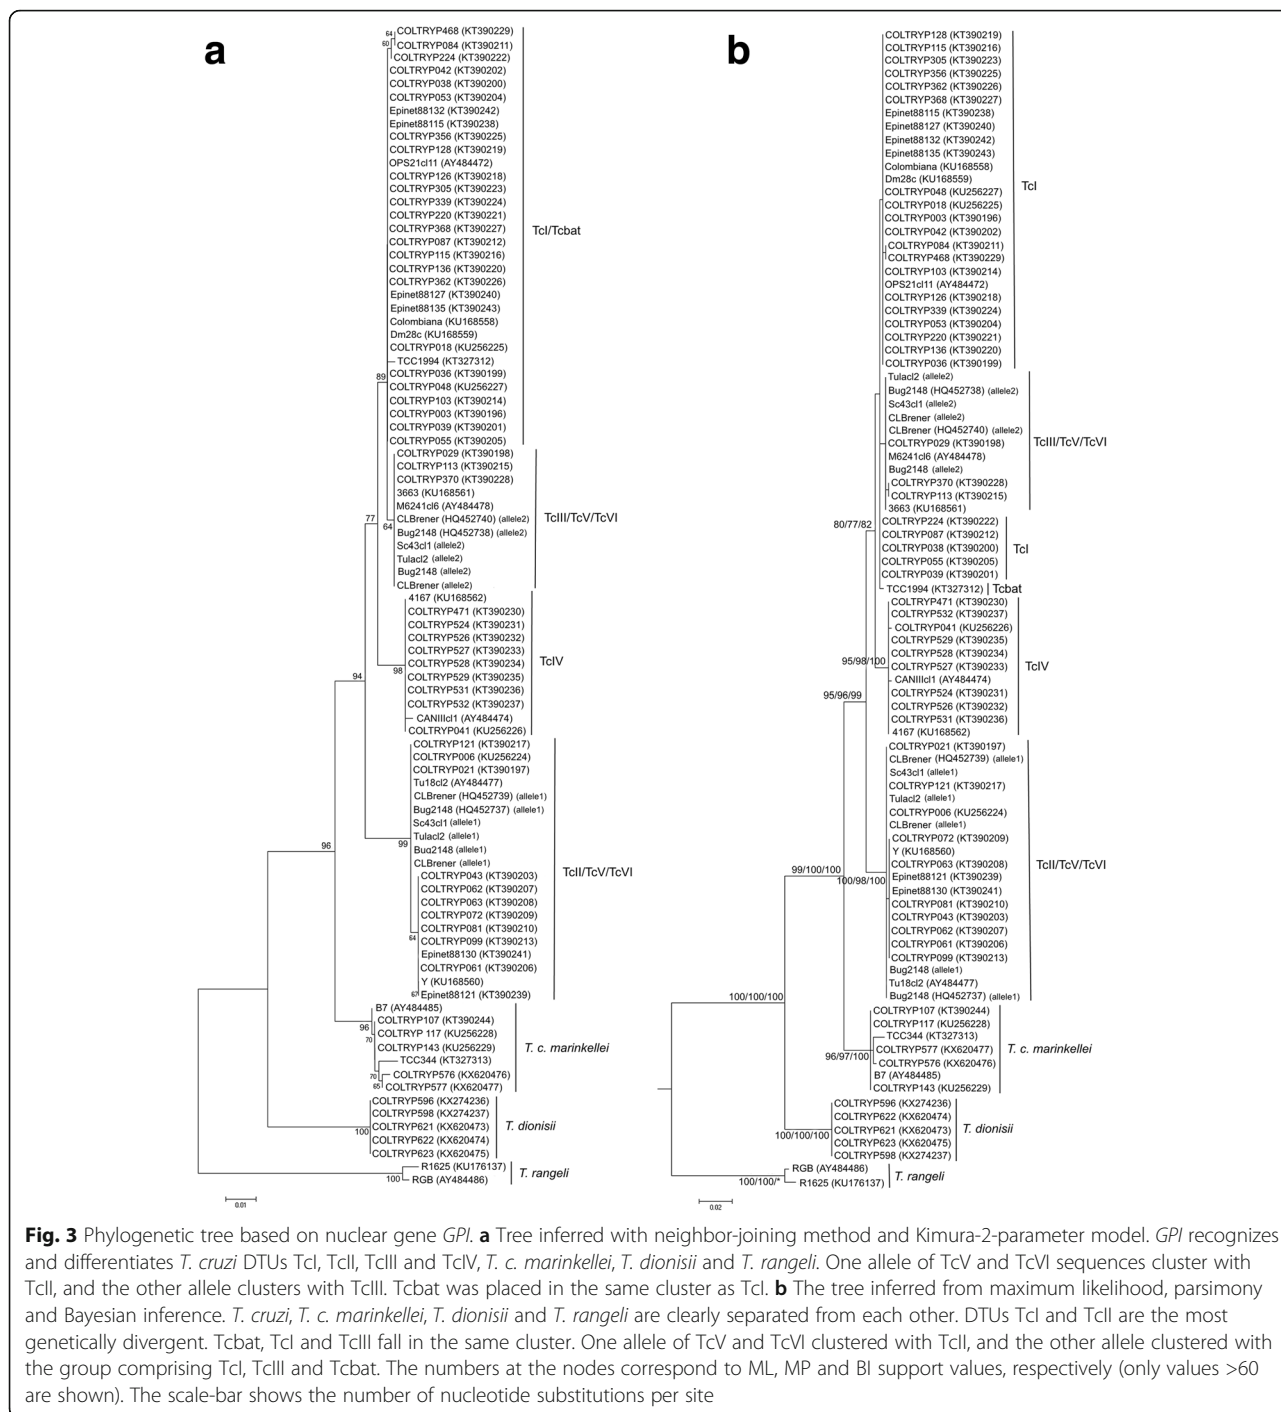 a
64
60
COLTRYP468 (KT390229)
COLTRYP084 (KT390211)
COLTRYP224 (KT390222)
COLTRYP042 (KT390202)
COLTRYP038 (KT390200)
COLTRYP053 (KT390204)
Epinet88132 (KT390242)
Epinet88115 (KT390238)
COLTRYP356 (KT390225)
COLTRYP128 (KT390219)
OPS21cl11 (AY484472)
COLTRYP126 (KT390218)
COLTRYP305 (KT390223)
COLTRYP339 (KT390224)
COLTRYP220 (KT390221)
COLTRYP368 (KT390227)
COLTRYP087 (KT390212)
COLTRYP115 (KT390216)
COLTRYP136 (KT390220)
COLTRYP362 (KT390226)
Epinet88127 (KT390240)
Epinet88135 (KT390243)
Colombiana (KU168558)
Dm28c (KU168559)
COLTRYP018 (KU256225)
TCC1994 (KT327312)
COLTRYP036 (KT390199)
COLTRYP048 (KU256227)
COLTRYP103 (KT390214)
COLTRYP003 (KT390196)
COLTRYP039 (KT390201)
COLTRYP055 (KT390205)
TcI/Tcbat
89
COLTRYP029 (KT390198)
COLTRYP113 (KT390215)
COLTRYP370 (KT390228)
3663 (KU168561)
M6241cl6 (AY484478)
CLBrener (HQ452740) (allele2)
Bug2148 (HQ452738) (allele2)
Sc43cl1 (allele2)
Tulacl2 (allele2)
Bug2148 (allele2)
CLBrener (allele2)
TcIII/TcV/TcVI
77
64
4167 (KU168562)
COLTRYP471 (KT390230)
COLTRYP524 (KT390231)
COLTRYP526 (KT390232)
COLTRYP527 (KT390233)
COLTRYP528 (KT390234)
COLTRYP529 (KT390235)
COLTRYP531 (KT390236)
COLTRYP532 (KT390237)
CANIIIcl1 (AY484474)
COLTRYP041 (KU256226)
TcIV
98
94
COLTRYP121 (KT390217)
COLTRYP006 (KU256224)
COLTRYP021 (KT390197)
Tu18cl2 (AY484477)
CLBrener (HQ452739) (allele1)
Bug2148 (HQ452737) (allele1)
Sc43cl1 (allele1)
Tulacl2 (allele1)
Bug2148 (allele1)
CLBrener (allele1)
COLTRYP043 (KT390203)
COLTRYP062 (KT390207)
COLTRYP063 (KT390208)
COLTRYP072 (KT390209)
COLTRYP081 (KT390210)
COLTRYP099 (KT390213)
Epinet88130 (KT390241)
COLTRYP061 (KT390206)
Y (KU168560)
Epinet88121 (KT390239)
TcII/TcV/TcVI
99
64
67
96
B7 (AY484485)
COLTRYP107 (KT390244)
COLTRYP 117 (KU256228)
COLTRYP143 (KU256229)
TCC344 (KT327313)
COLTRYP576 (KX620476)
COLTRYP577 (KX620477)
T. c. marinkellei
96
70
70
65
COLTRYP596 (KX274236)
COLTRYP598 (KX274237)
COLTRYP621 (KX620473)
COLTRYP622 (KX620474)
COLTRYP623 (KX620475)
T. dionisii
100
R1625 (KU176137)
RGB (AY484486)
T. rangeli
100
0.01
b
COLTRYP128 (KT390219)
COLTRYP115 (KT390216)
COLTRYP305 (KT390223)
COLTRYP356 (KT390225)
COLTRYP362 (KT390226)
COLTRYP368 (KT390227)
Epinet88115 (KT390238)
Epinet88127 (KT390240)
Epinet88132 (KT390242)
Epinet88135 (KT390243)
Colombiana (KU168558)
Dm28c (KU168559)
COLTRYP048 (KU256227)
COLTRYP018 (KU256225)
COLTRYP003 (KT390196)
COLTRYP042 (KT390202)
COLTRYP084 (KT390211)
COLTRYP468 (KT390229)
COLTRYP103 (KT390214)
OPS21cl11 (AY484472)
COLTRYP126 (KT390218)
COLTRYP339 (KT390224)
COLTRYP053 (KT390204)
COLTRYP220 (KT390221)
COLTRYP136 (KT390220)
COLTRYP036 (KT390199)
TcI
Tulacl2 (allele2)
Bug2148 (HQ452738) (allele2)
Sc43cl1 (allele2)
CLBrener (allele2)
CLBrener (HQ452740) (allele2)
COLTRYP029 (KT390198)
M6241cl6 (AY484478)
Bug2148 (allele2)
COLTRYP370 (KT390228)
COLTRYP113 (KT390215)
3663 (KU168561)
TcIII/TcV/TcVI
80/77/82
COLTRYP224 (KT390222)
COLTRYP087 (KT390212)
COLTRYP038 (KT390200)
COLTRYP055 (KT390205)
COLTRYP039 (KT390201)
TcI
TCC1994 (KT327312)
Tcbat
COLTRYP471 (KT390230)
COLTRYP532 (KT390237)
COLTRYP041 (KU256226)
COLTRYP529 (KT390235)
COLTRYP528 (KT390234)
COLTRYP527 (KT390233)
CANIIIcl1 (AY484474)
COLTRYP524 (KT390231)
COLTRYP526 (KT390232)
COLTRYP531 (KT390236)
4167 (KU168562)
TcIV
95/98/100
95/96/99
COLTRYP021 (KT390197)
CLBrener (HQ452739) (allele1)
Sc43cl1 (allele1)
COLTRYP121 (KT390217)
Tulacl2 (allele1)
COLTRYP006 (KU256224)
CLBrener (allele1)
COLTRYP072 (KT390209)
Y (KU168560)
COLTRYP063 (KT390208)
Epinet88121 (KT390239)
Epinet88130 (KT390241)
COLTRYP081 (KT390210)
COLTRYP043 (KT390203)
COLTRYP062 (KT390207)
COLTRYP061 (KT390206)
COLTRYP099 (KT390213)
Bug2148 (allele1)
Tu18cl2 (AY484477)
Bug2148 (HQ452737) (allele1)
TcII/TcV/TcVI
99/100/100
100/98/100
COLTRYP107 (KT390244)
COLTRYP117 (KU256228)
TCC344 (KT327313)
COLTRYP577 (KX620477)
COLTRYP576 (KX620476)
B7 (AY484485)
COLTRYP143 (KU256229)
T. c. marinkellei
100/100/100
96/97/100
COLTRYP596 (KX274236)
COLTRYP622 (KX620474)
COLTRYP621 (KX620473)
COLTRYP623 (KX620475)
COLTRYP598 (KX274237)
T. dionisii
100/100/100
RGB (AY484486)
R1625 (KU176137)
T. rangeli
100/100/*
0.02
Fig. 3 Phylogenetic tree based on nuclear gene GPI. a Tree inferred with neighbor-joining method and Kimura-2-parameter model. GPI recognizes
and differentiates T. cruzi DTUs TcI, TcII, TcIII and TcIV, T. c. marinkellei, T. dionisii and T. rangeli. One allele of TcV and TcVI sequences cluster with
TcII, and the other allele clusters with TcIII. Tcbat was placed in the same cluster as TcI. b The tree inferred from maximum likelihood, parsimony
and Bayesian inference. T. cruzi, T. c. marinkellei, T. dionisii and T. rangeli are clearly separated from each other. DTUs TcI and TcII are the most
genetically divergent. Tcbat, TcI and TcIII fall in the same cluster. One allele of TcV and TcVI clustered with TcII, and the other allele clustered with
the group comprising TcI, TcIII and Tcbat. The numbers at the nodes correspond to ML, MP and BI support values, respectively (only values >60
are shown). The scale-bar shows the number of nucleotide substitutions per site